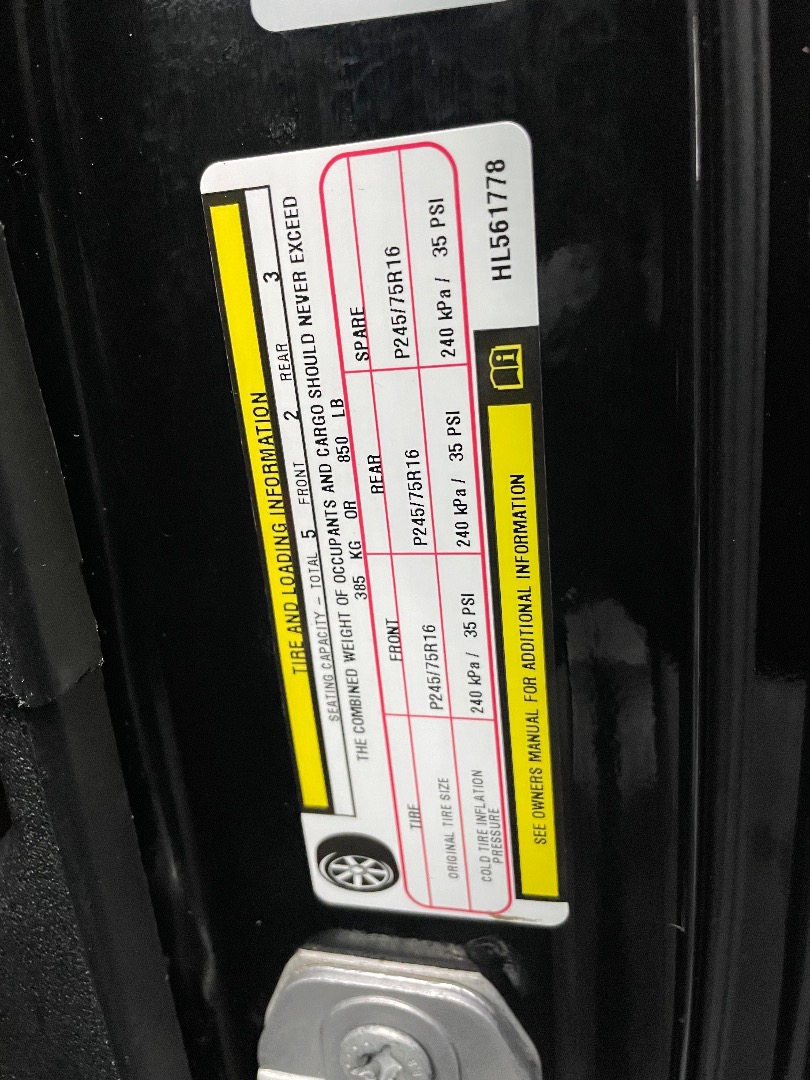 TIRE AND LOADING INFORMATION
SEATING CAPACITY - TOTAL 5 FRONT 2 REAR 3
THE COMBINED WEIGHT OF OCCUPANTS AND CARGO SHOULD NEVER EXCEED
385 KG OR 850 LB
TIRE FRONT REAR SPARE
ORIGINAL TIRE SIZE P245/75R16 P245/75R16 P245/75R16
COLD TIRE INFLATION PRESSURE 240 kPa / 35 PSI 240 kPa / 35 PSI 240 kPa / 35 PSI
SEE OWNERS MANUAL FOR ADDITIONAL INFORMATION
HL561778